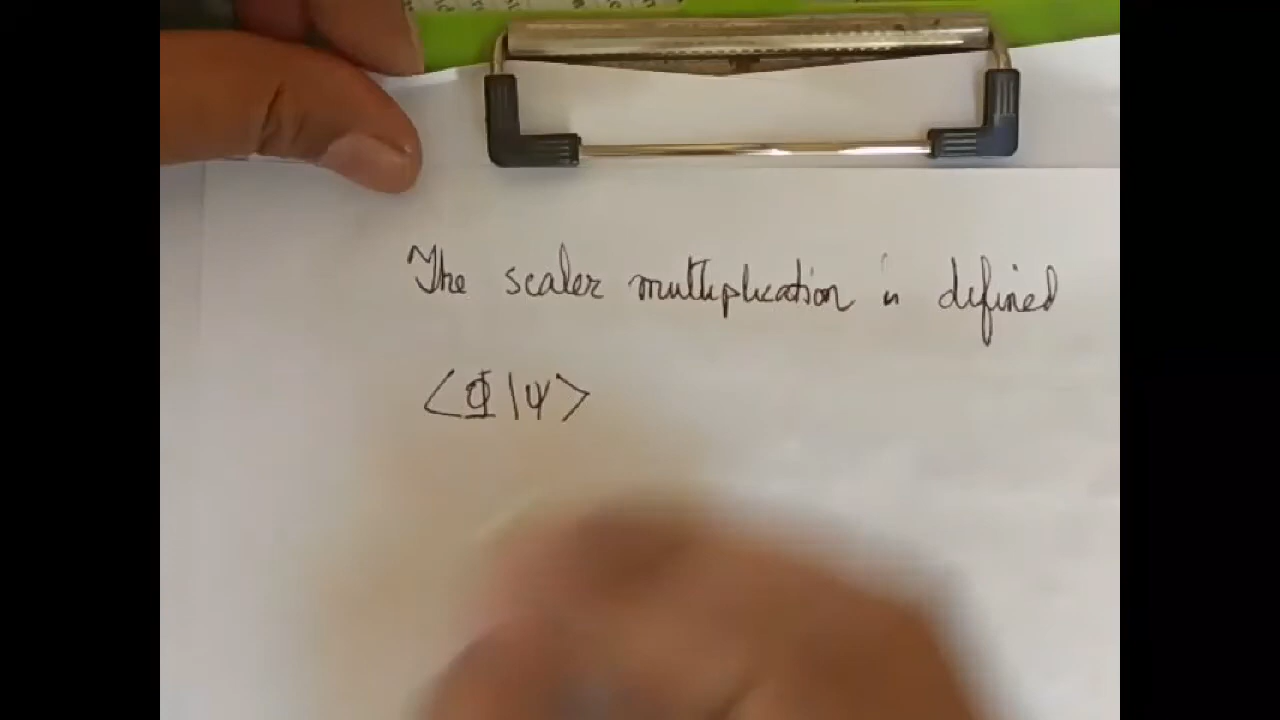 The scaler multiplication is defined
<Φ|ψ>